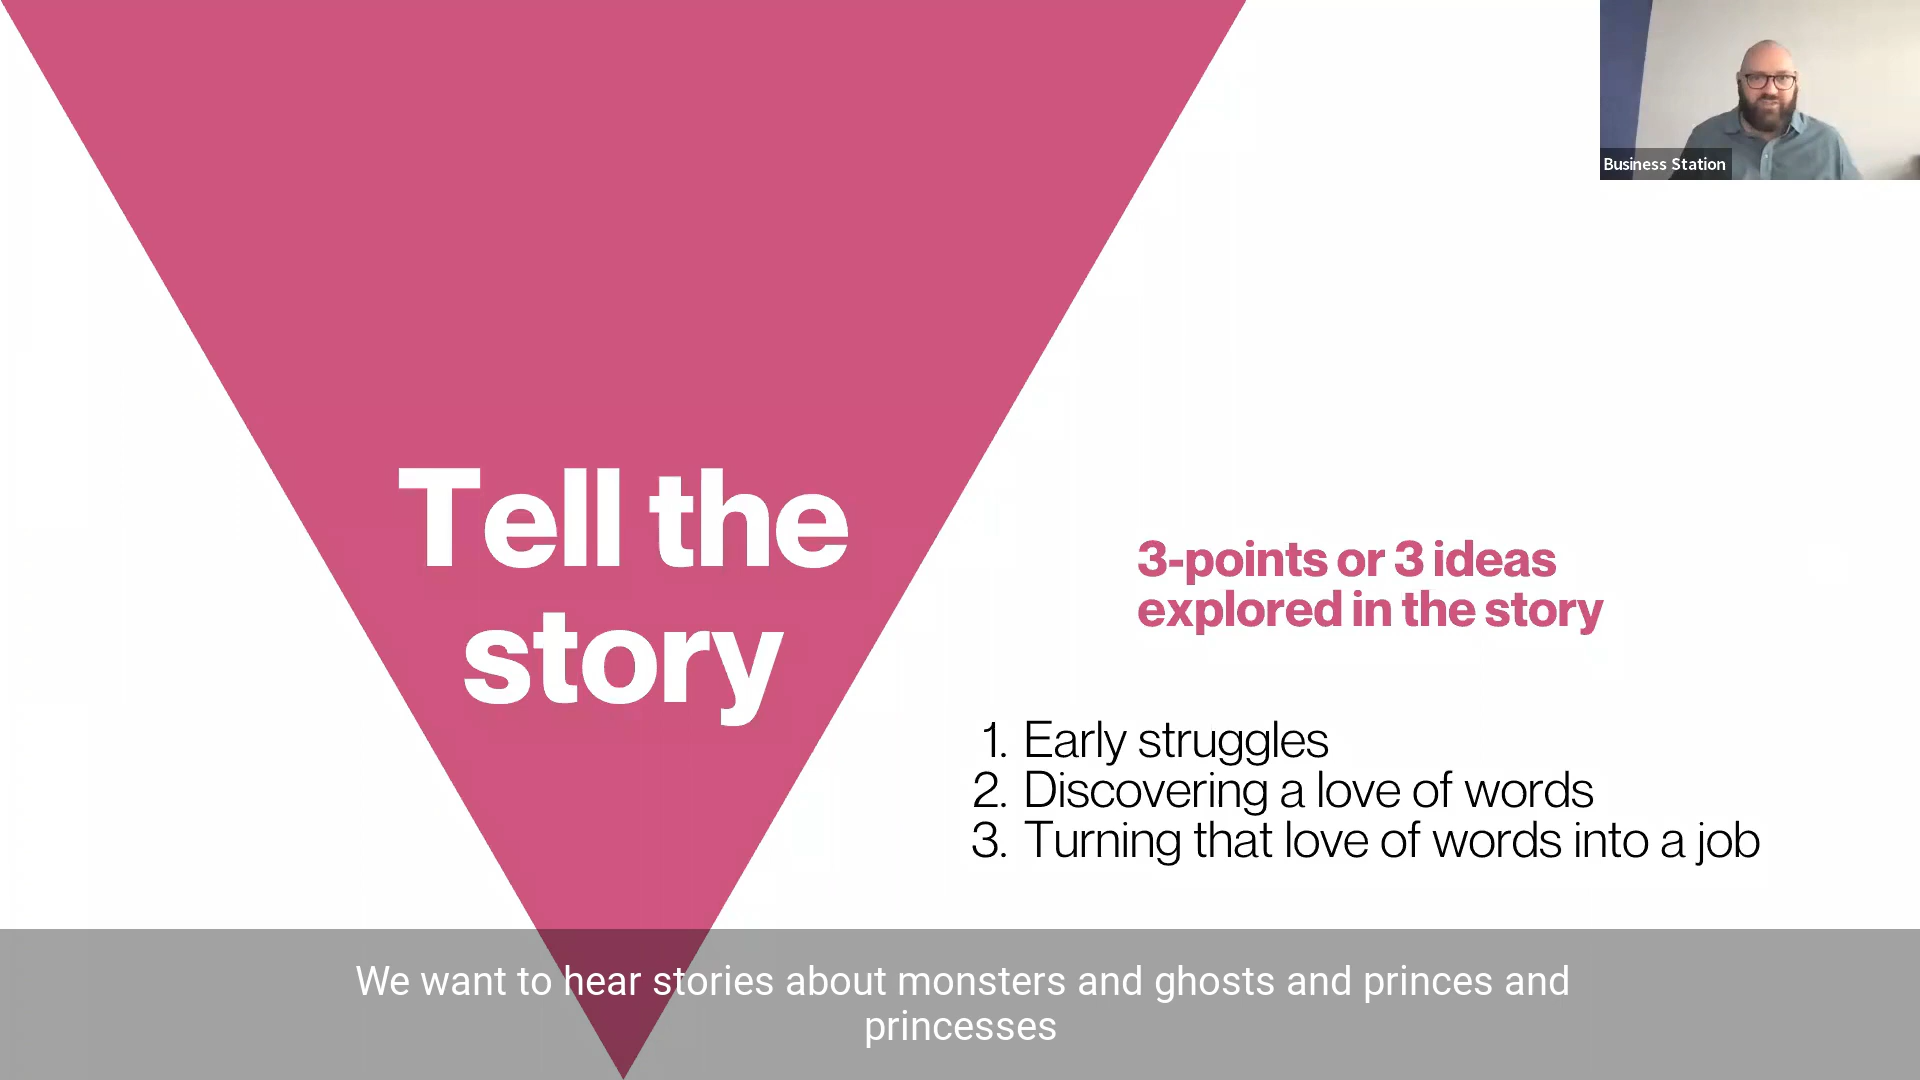 Business Station
Tell the
story
3-points or 3 ideas
explored in the story
1. Early struggles
2. Discovering a love of words
3. Turning that love of words into a job
We want to hear stories about monsters and ghosts and princes and
princesses